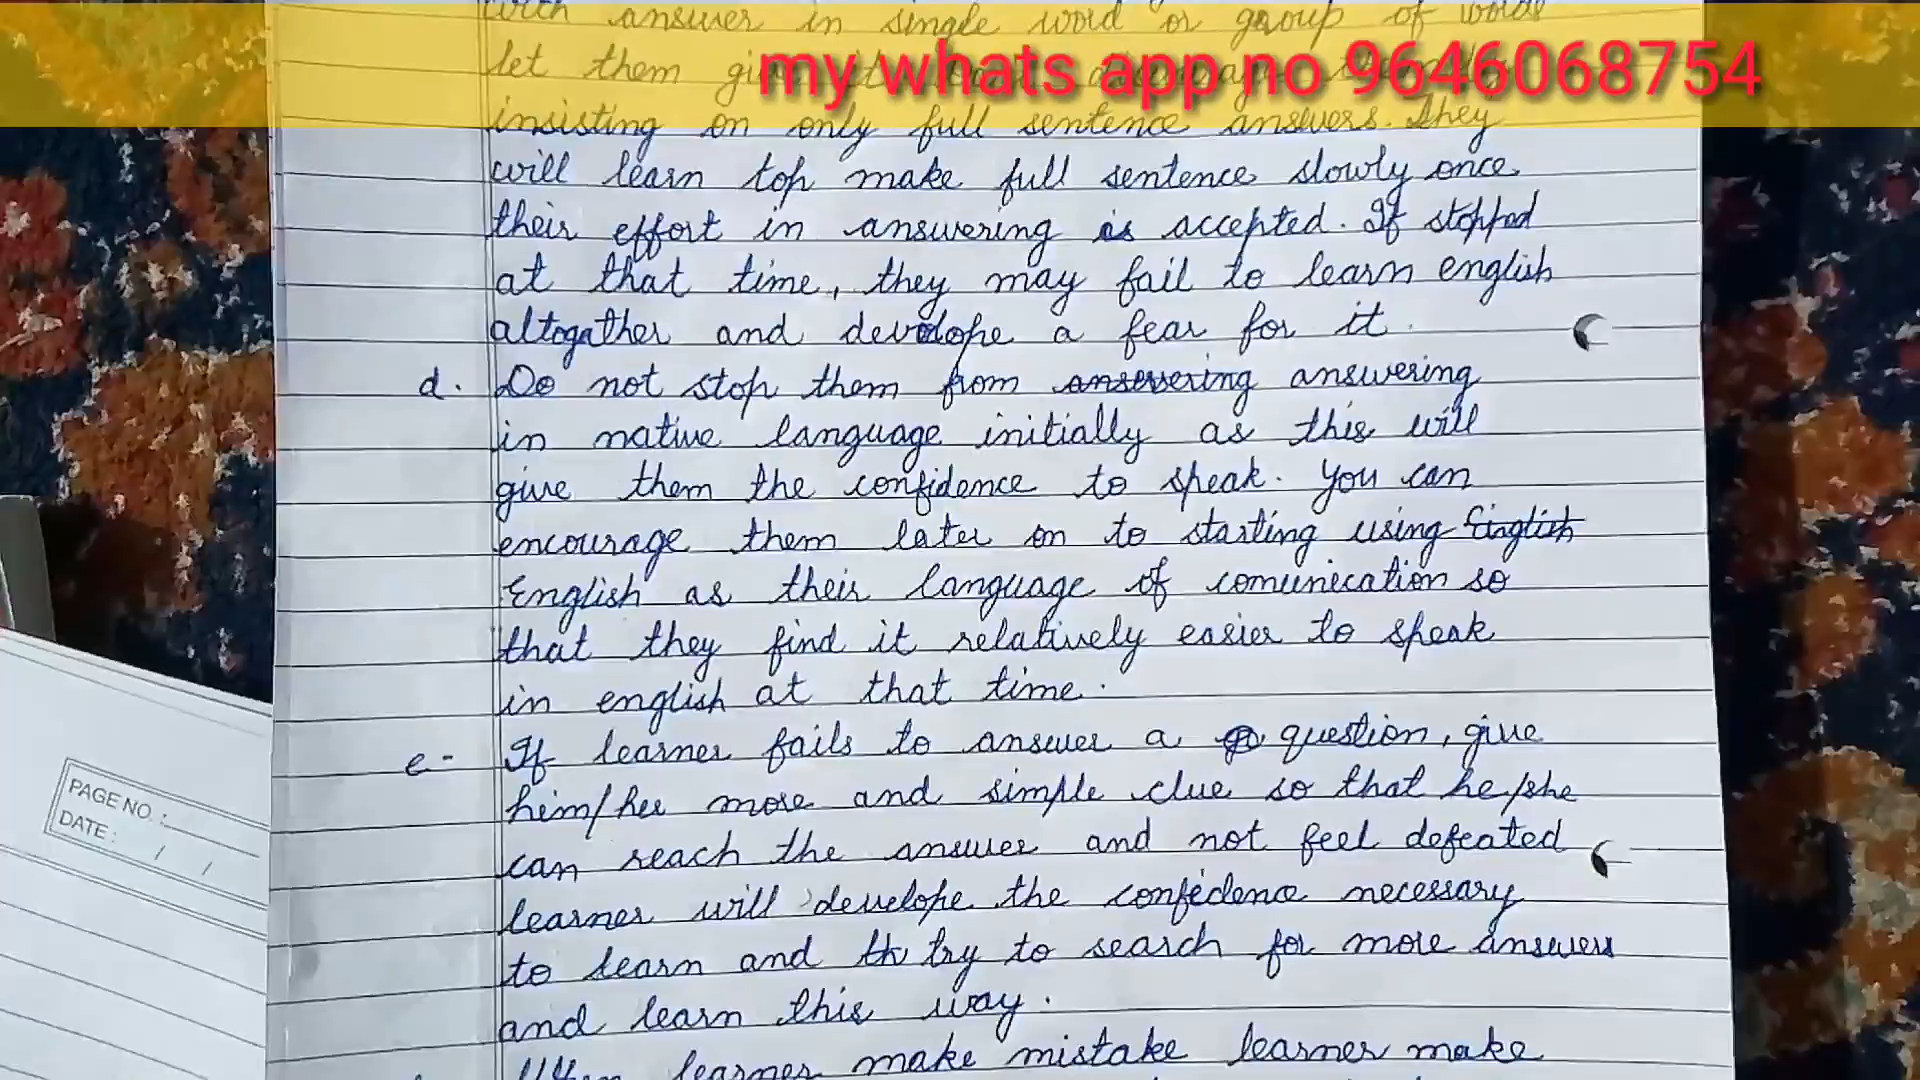 with answer in single word or group of words
let them
my whats app no 9646068754
insisting on only full sentence answers. They
will learn top make full sentence slowly once
their effort in answering is accepted. If stopped
at that time, they may fail to learn english
altogather and develope a fear for it.
d. Do not stop them from answering answering
in native language initially as this will
give them the confidence to speak. You can
encourage them later on to starting using English
English as their language of comunication so
that they find it relatively easier to speak
in english at that time.
e- If learner fails to answer a question, give
him/her more and simple clue so that he/she
can reach the answer and not feel defeated
learner will develope the confidence necessary
to learn and th try to search for more answers
and learn this way.
learner make mistake learner make
PAGE NO.:
DATE: / /